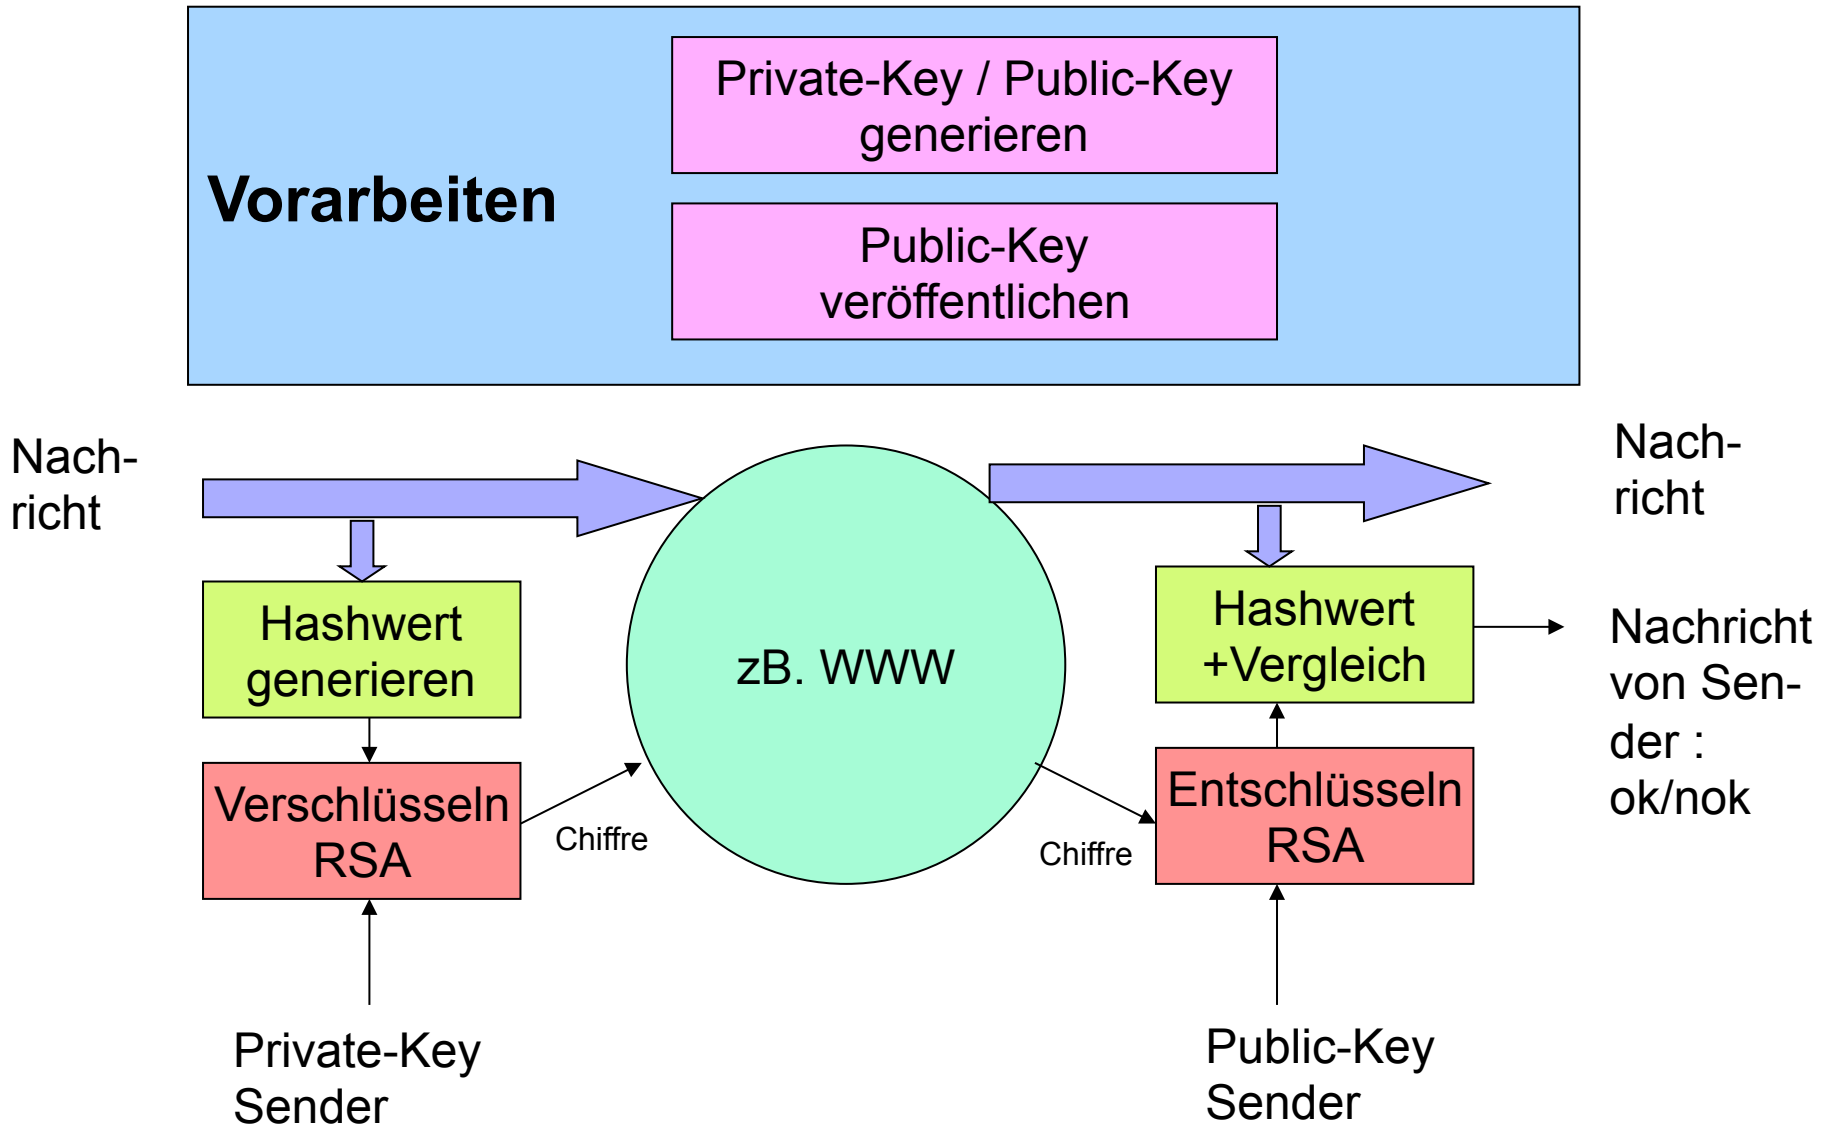 Private-Key / Public-Key
generieren
Vorarbeiten
Public-Key
veröffentlichen
Nach-
richt
Nach-
richt
Hashwert
generieren
zB. WWW
Hashwert
+Vergleich
Nachricht
von Sen-
der :
ok/nok
Verschlüsseln
RSA
Chiffre
Chiffre
Entschlüsseln
RSA
Private-Key
Sender
Public-Key
Sender